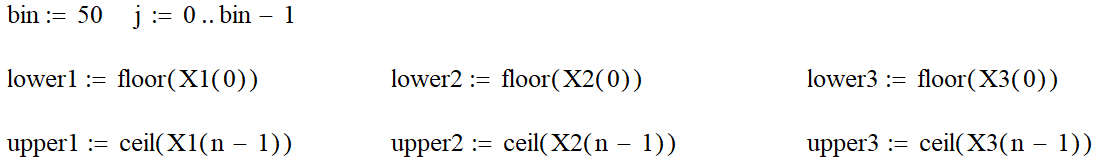 bin := 50 j := 0 .. bin − 1
lower1 := floor(X1(0)) lower2 := floor(X2(0)) lower3 := floor(X3(0))
upper1 := ceil(X1(n − 1)) upper2 := ceil(X2(n − 1)) upper3 := ceil(X3(n − 1))